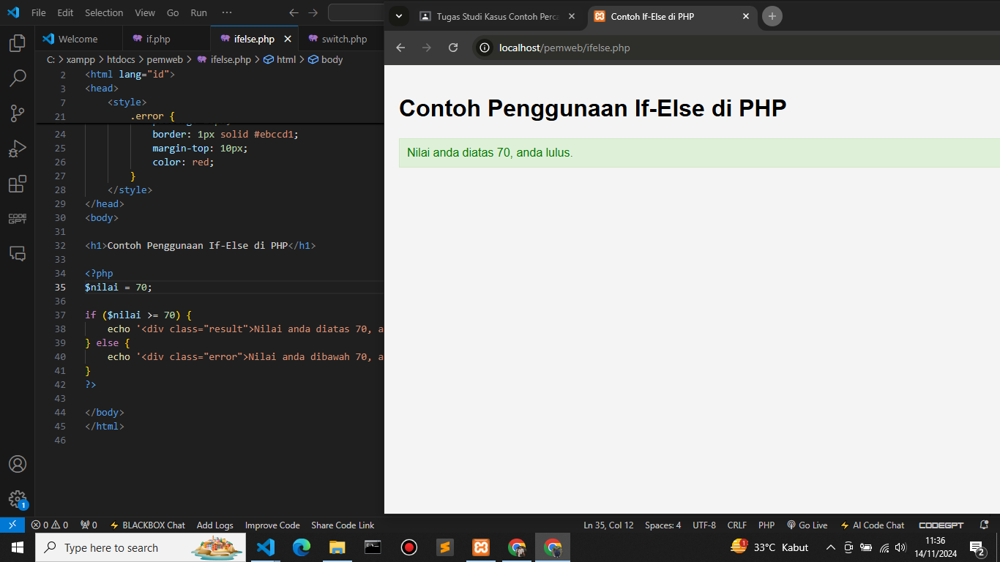 File Edit Selection View Go Run ···
Welcome if.php ifelse.php switch.php
C: > xampp > htdocs > pemweb > ifelse.php > html > body
2 <html lang="id">
3 <head>
7 <style>
21 .error {
24 border: 1px solid #ebccd1;
25 margin-top: 10px;
26 color: red;
27 }
28 </style>
29 </head>
30 <body>
31
32 <h1>Contoh Penggunaan If-Else di PHP</h1>
33
34 <?php
35 $nilai = 70;
36
37 if ($nilai >= 70) {
38 echo '<div class="result">Nilai anda diatas 70, a
39 } else {
40 echo '<div class="error">Nilai anda dibawah 70, a
41 }
42 ?>
43
44 </body>
45 </html>
46
Tugas Studi Kasus Contoh Perca
Contoh If-Else di PHP
localhost/pemweb/ifelse.php
Contoh Penggunaan If-Else di PHP
Nilai anda diatas 70, anda lulus.
CODE
GPT
1
0 0 0 BLACKBOX Chat Add Logs Improve Code Share Code Link Ln 35, Col 12 Spaces: 4 UTF-8 CRLF PHP Go Live AI Code Chat CODEGPT
Type here to search
1 33°C Kabut
11:36
14/11/2024
2